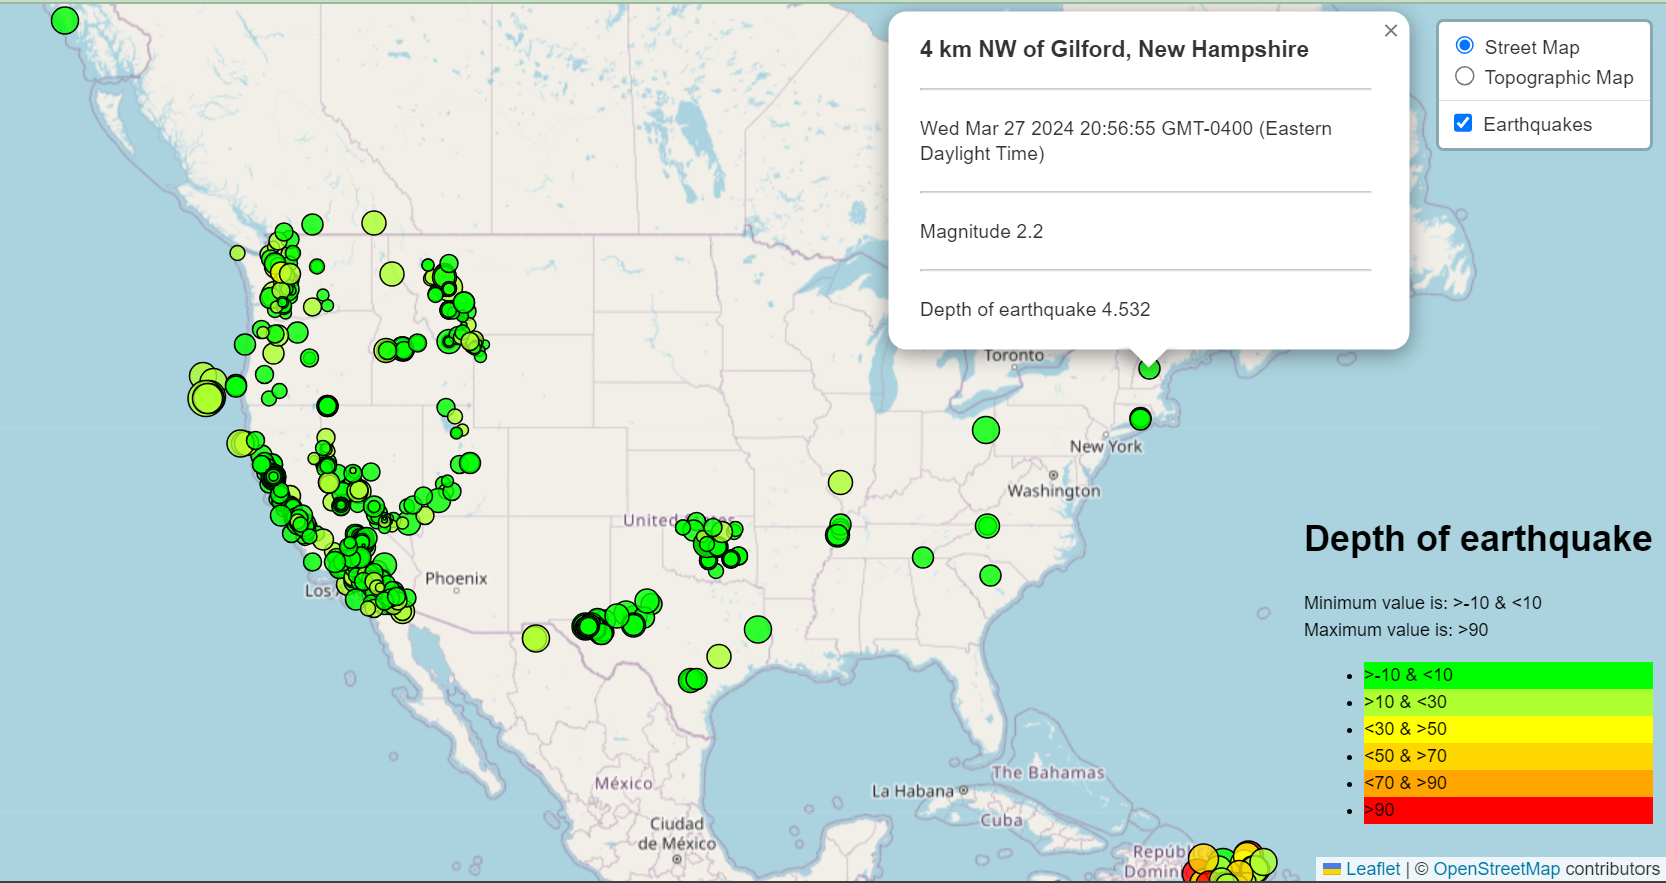 4 km NW of Gilford, New Hampshire
×
Wed Mar 27 2024 20:56:55 GMT-0400 (Eastern
Daylight Time)
Magnitude 2.2
Depth of earthquake 4.532
Street Map
Topographic Map
Earthquakes
Toronto
New York
Washington
United States
Phoenix
Los
México
Ciudad
de México
La Habana
Cuba
The Bahamas
Depth of earthquake
Minimum value is: >-10 & <10
Maximum value is: >90
>-10 & <10
>10 & <30
<30 & >50
<50 & >70
<70 & >90
>90
Leaflet | © OpenStreetMap contributors